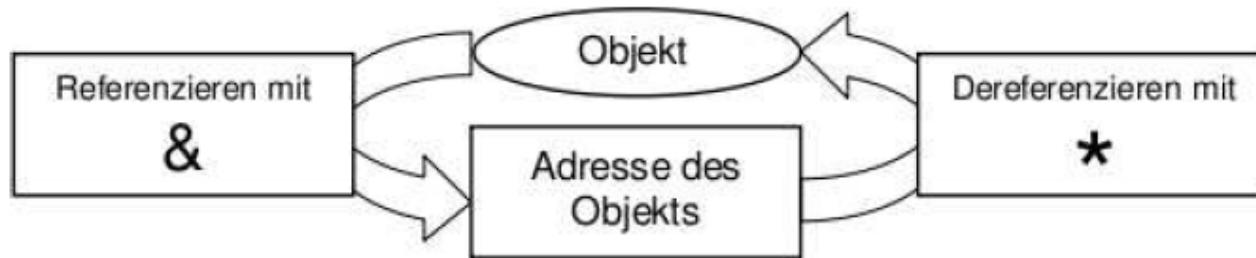 Referenzieren mit
&
Objekt
Adresse des
Objekts
Dereferenzieren mit
*